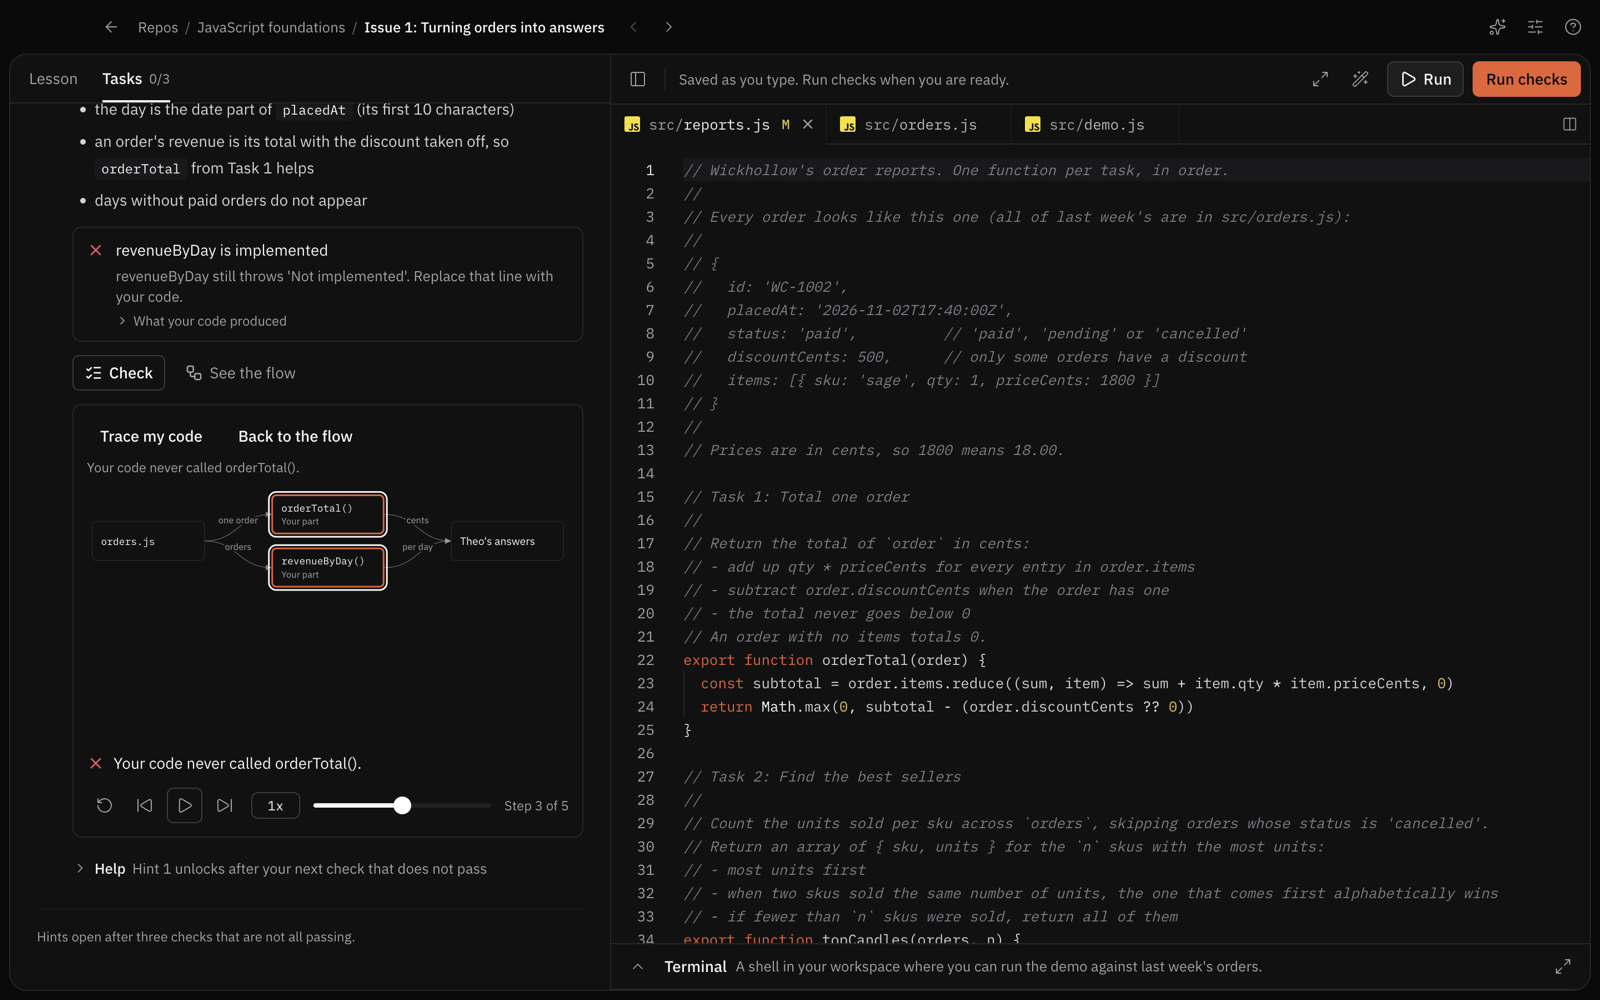 Repos / JavaScript foundations / Issue 1: Turning orders into answers
Lesson
Tasks 0/3
the day is the date part of placedAt (its first 10 characters)
an order's revenue is its total with the discount taken off, so
orderTotal from Task 1 helps
days without paid orders do not appear
revenueByDay is implemented
revenueByDay still throws 'Not implemented'. Replace that line with
your code.
What your code produced
Check
See the flow
Trace my code
Back to the flow
Your code never called orderTotal().
orders.js
one order
orders
orderTotal()
Your part
revenueByDay()
Your part
cents
per day
Theo's answers
Your code never called orderTotal().
1x
Step 3 of 5
Help Hint 1 unlocks after your next check that does not pass
Hints open after three checks that are not all passing.
Saved as you type. Run checks when you are ready.
Run
Run checks
JS src/reports.js M
JS src/orders.js
JS src/demo.js
1 // Wickhollow's order reports. One function per task, in order.
2 //
3 // Every order looks like this one (all of last week's are in src/orders.js):
4 //
5 // {
6 //   id: 'WC-1002',
7 //   placedAt: '2026-11-02T17:40:00Z',
8 //   status: 'paid',          // 'paid', 'pending' or 'cancelled'
9 //   discountCents: 500,      // only some orders have a discount
10 //   items: [{ sku: 'sage', qty: 1, priceCents: 1800 }]
11 // }
12 //
13 // Prices are in cents, so 1800 means 18.00.
14
15 // Task 1: Total one order
16 //
17 // Return the total of `order` in cents:
18 // - add up qty * priceCents for every entry in order.items
19 // - subtract order.discountCents when the order has one
20 // - the total never goes below 0
21 // An order with no items totals 0.
22 export function orderTotal(order) {
23   const subtotal = order.items.reduce((sum, item) => sum + item.qty * item.priceCents, 0)
24   return Math.max(0, subtotal - (order.discountCents ?? 0))
25 }
26
27 // Task 2: Find the best sellers
28 //
29 // Count the units sold per sku across `orders`, skipping orders whose status is 'cancelled'.
30 // Return an array of { sku, units } for the `n` skus with the most units:
31 // - most units first
32 // - when two skus sold the same number of units, the one that comes first alphabetically wins
33 // - if fewer than `n` skus were sold, return all of them
34 export function topCandles(orders, n) {
Terminal A shell in your workspace where you can run the demo against last week's orders.